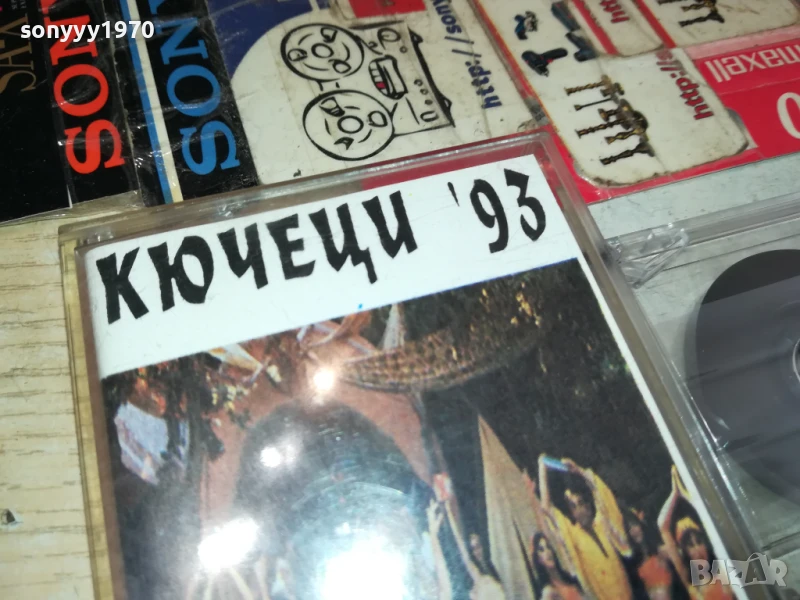 sonyyy1970
SONY
http://sony
http://s
maxell
КЮЧЕЦИ '93
BAZAR